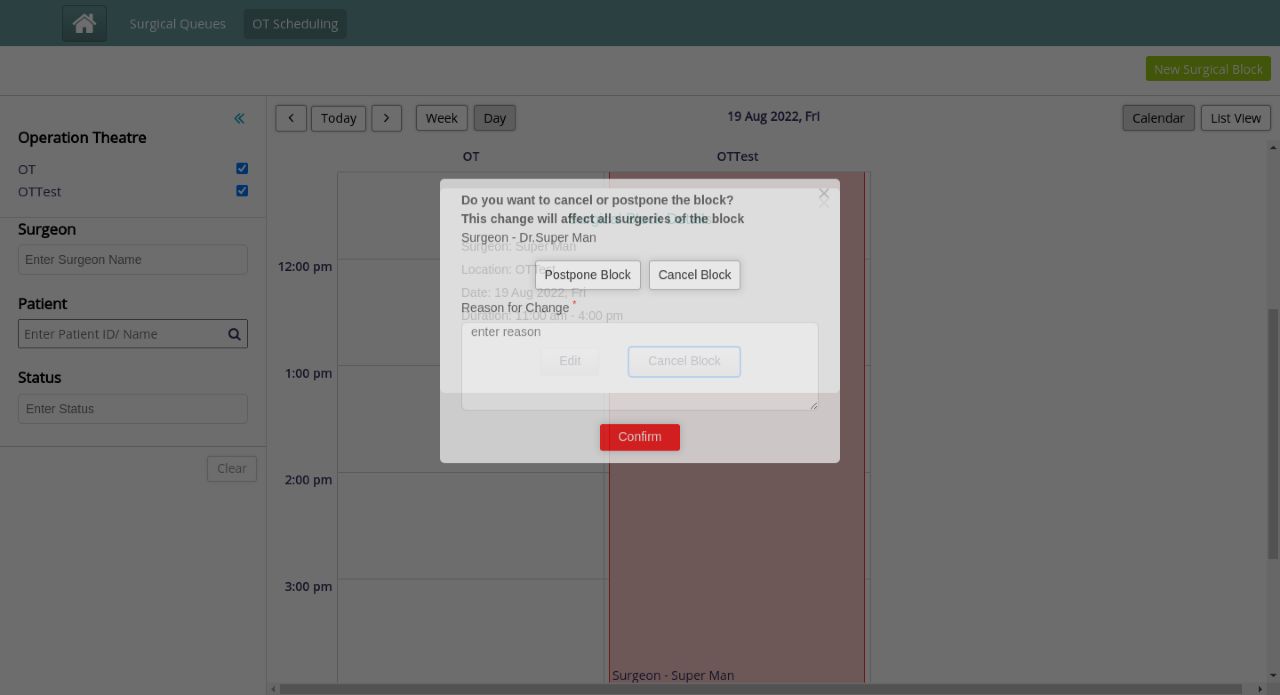 Surgical Queues
OT Scheduling
New Surgical Block
Today
Week
Day
19 Aug 2022, Fri
Calendar
List View
Operation Theatre
OT
OTTest
Surgeon
Enter Surgeon Name
Patient
Enter Patient ID/ Name
Status
Enter Status
Clear
OT
OTTest
12:00 pm
1:00 pm
2:00 pm
3:00 pm
Do you want to cancel or postpone the block?
This change will affect all surgeries of the block
Surgeon - Dr.Super Man
Surgeon: Super Man
Location: OTTest
Postpone Block
Cancel Block
Date: 19 Aug 2022, Fri
Reason for Change *
Duration: 11:00 am - 4:00 pm
enter reason
Edit
Cancel Block
Confirm
Surgeon - Super Man